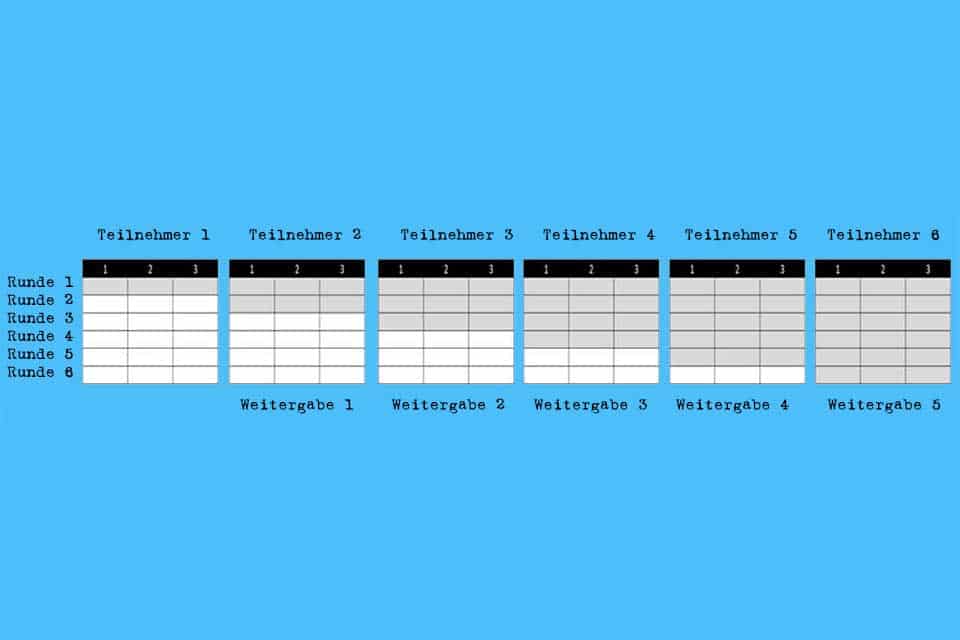 Teilnehmer 1 Teilnehmer 2 Teilnehmer 3 Teilnehmer 4 Teilnehmer 5 Teilnehmer 6
1 2 3 1 2 3 1 2 3 1 2 3 1 2 3 1 2 3
Runde 1
Runde 2
Runde 3
Runde 4
Runde 5
Runde 6
Weitergabe 1 Weitergabe 2 Weitergabe 3 Weitergabe 4 Weitergabe 5